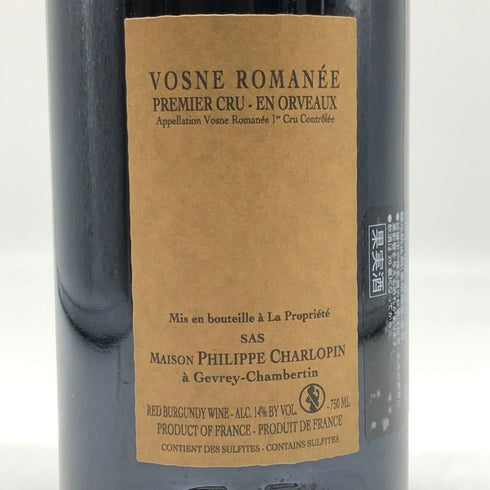 VOSNE ROMANÉE
PREMIER CRU - EN ORVEAUX
Appellation Vosne Romanée 1er Cru Contrôlée
Mis en bouteille à La Propriété
SAS
MAISON PHILIPPE CHARLOPIN
à Gevrey-Chambertin
RED BURGUNDY WINE - ALC. 14% BY VOL. - 750 ML
PRODUCT OF FRANCE - PRODUIT DE FRANCE
CONTIENT DES SULFITES - CONTAINS SULFITES
果実酒